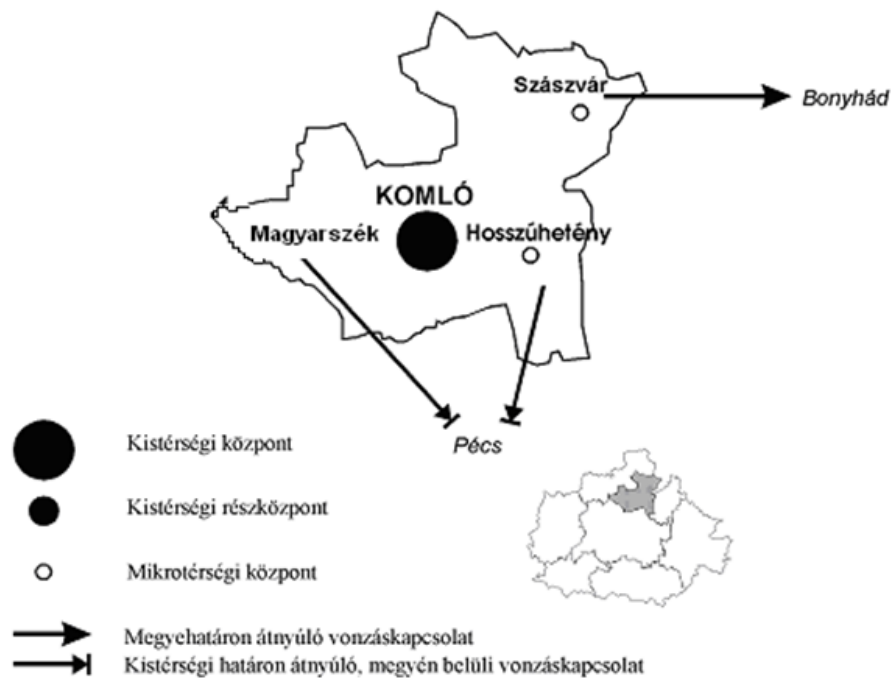 Szászvár
Bonyhád
KOMLÓ
Magyarszék
Hosszúhetény
Pécs
Kistérségi központ
Kistérségi részközpont
Mikrotérségi központ
Megyehatáron átnyúló vonzáskapcsolat
Kistérségi határon átnyúló, megyén belüli vonzáskapcsolat